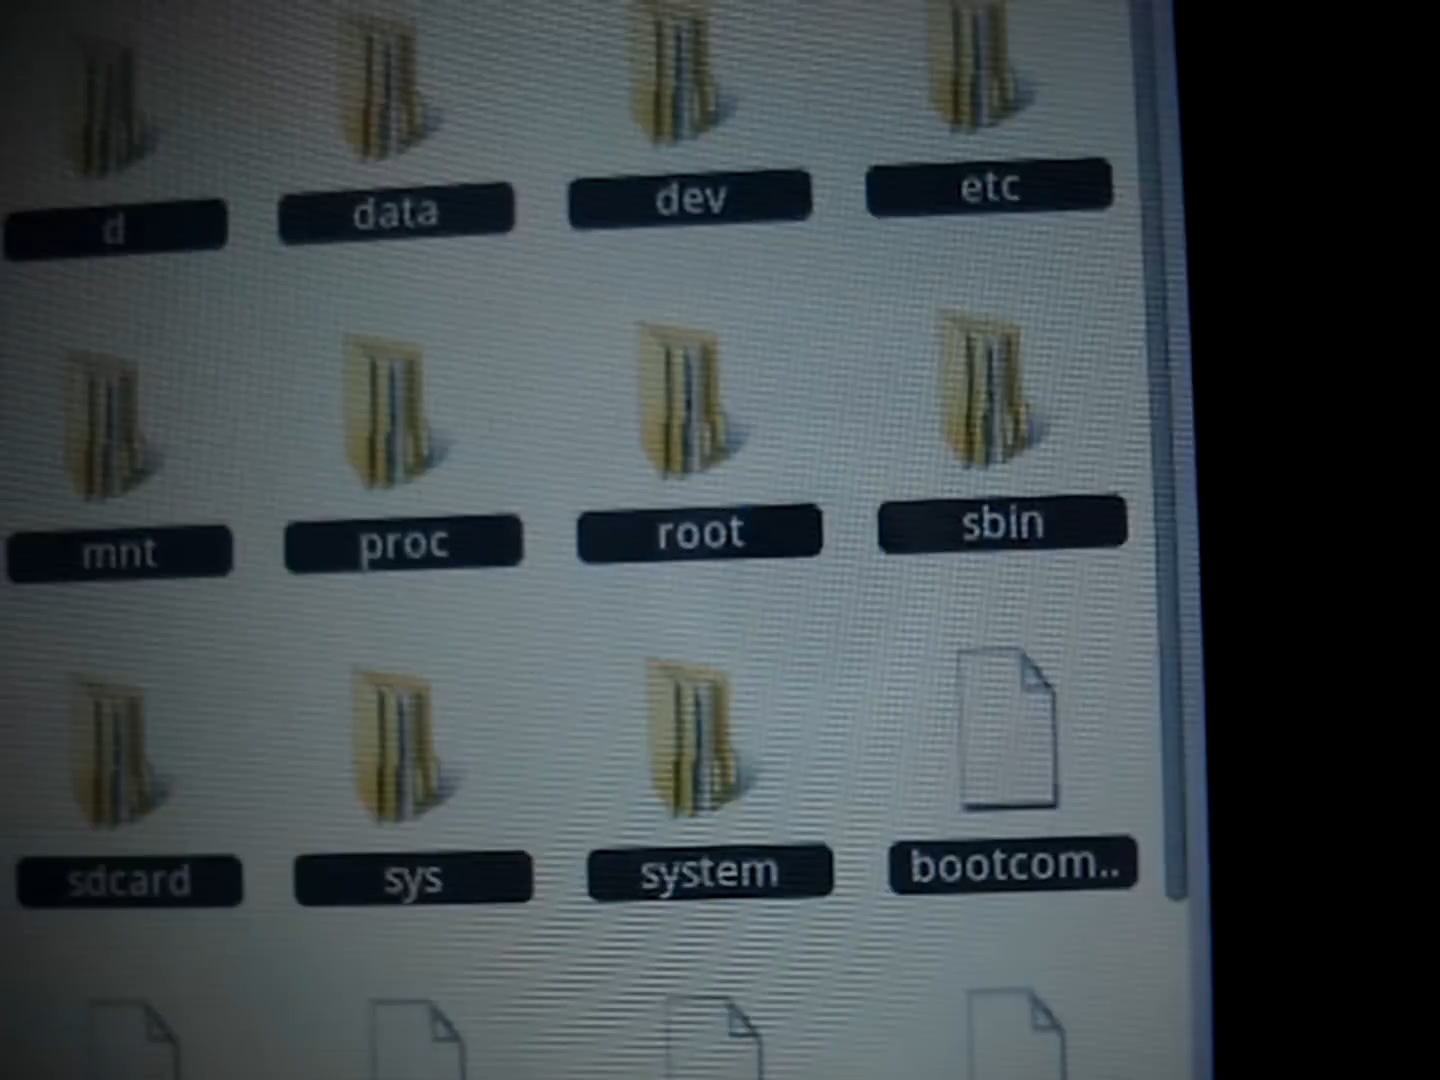 d
data
dev
etc
mnt
proc
root
sbin
sdcard
sys
system
bootcom..